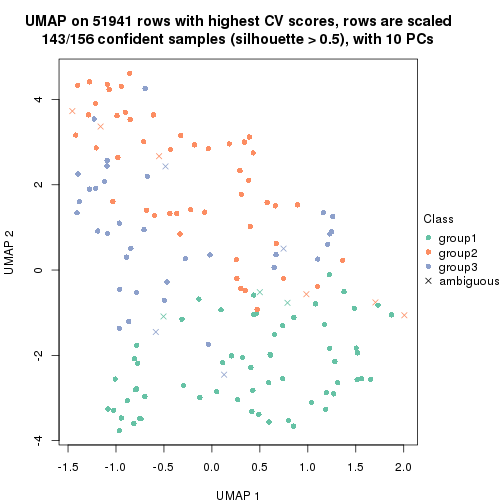 UMAP on 51941 rows with highest CV scores, rows are scaled
143/156 confident samples (silhouette > 0.5), with 10 PCs
4
2
0
-2
-4
UMAP 2
-1.5 -1.0 -0.5 0.0 0.5 1.0 1.5 2.0
UMAP 1
Class
group1
group2
group3
ambiguous